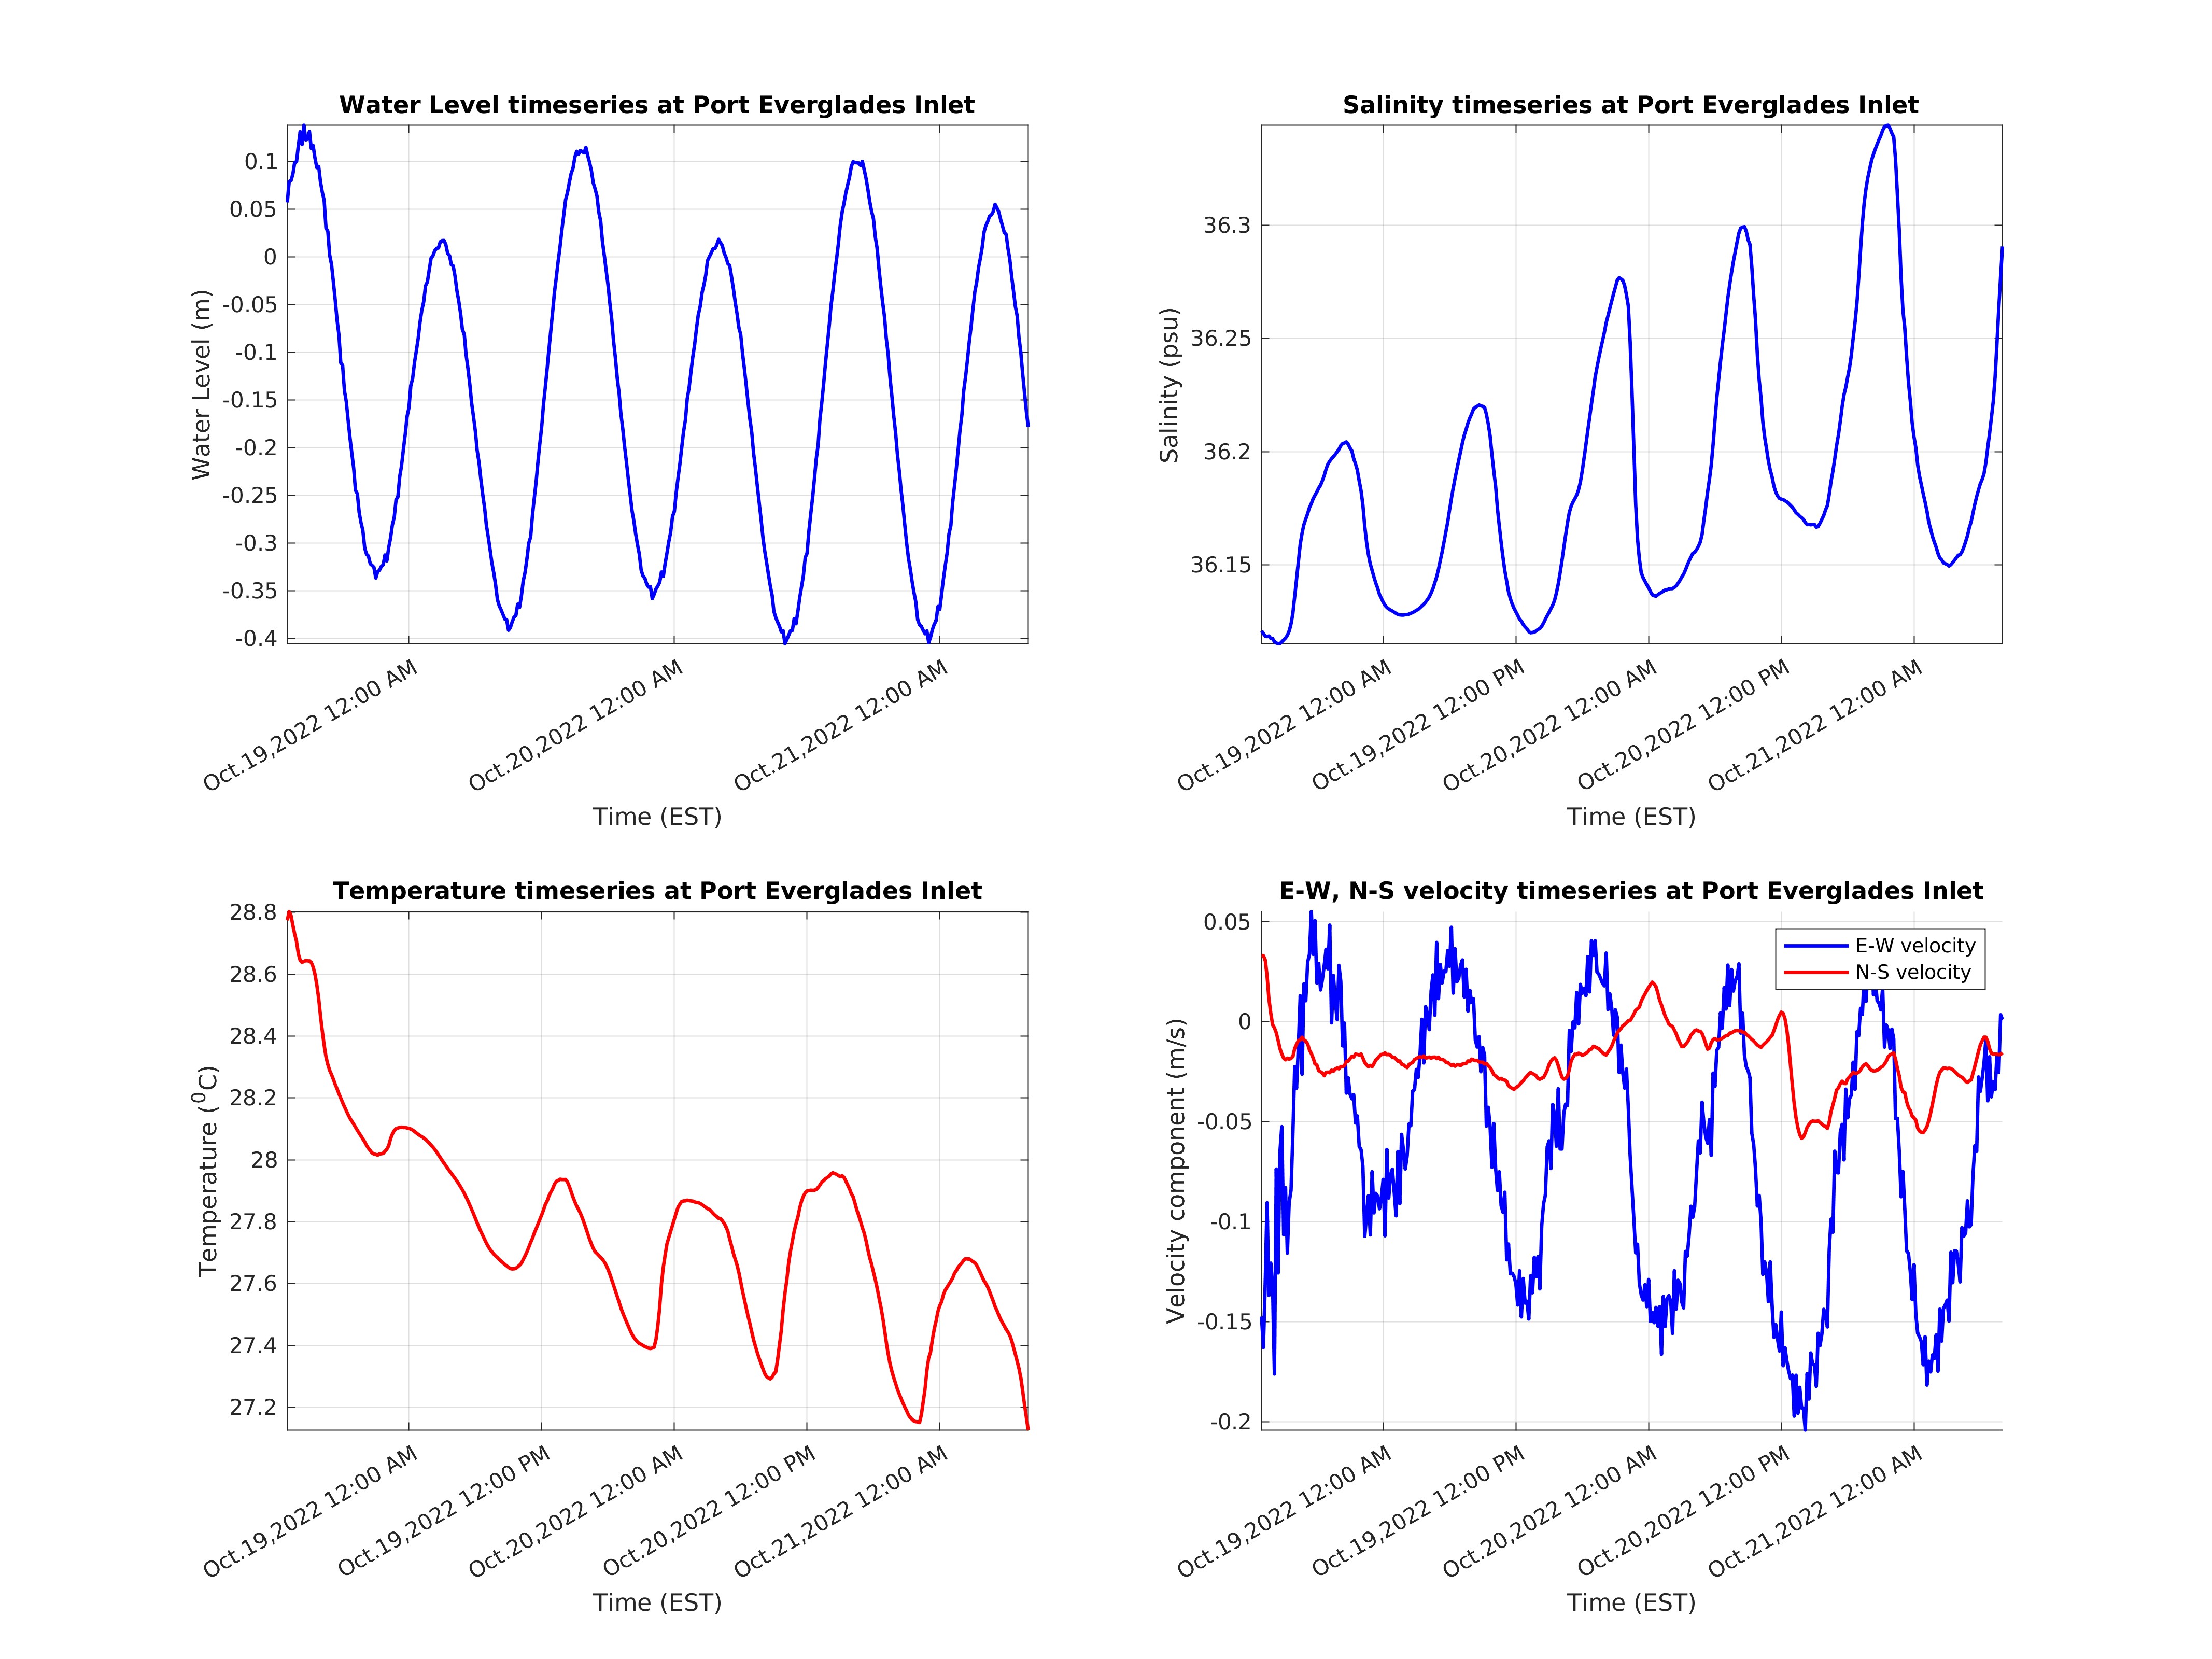 Water Level timeseries at Port Everglades Inlet
Water Level (m)
0.1
0.05
0
-0.05
-0.1
-0.15
-0.2
-0.25
-0.3
-0.35
-0.4
Oct.19,2022 12:00 AM
Oct.20,2022 12:00 AM
Oct.21,2022 12:00 AM
Time (EST)
Salinity timeseries at Port Everglades Inlet
Salinity (psu)
36.3
36.25
36.2
36.15
Oct.19,2022 12:00 AM
Oct.19,2022 12:00 PM
Oct.20,2022 12:00 AM
Oct.20,2022 12:00 PM
Oct.21,2022 12:00 AM
Time (EST)
Temperature timeseries at Port Everglades Inlet
Temperature (⁰C)
28.8
28.6
28.4
28.2
28
27.8
27.6
27.4
27.2
Oct.19,2022 12:00 AM
Oct.19,2022 12:00 PM
Oct.20,2022 12:00 AM
Oct.20,2022 12:00 PM
Oct.21,2022 12:00 AM
Time (EST)
E-W, N-S velocity timeseries at Port Everglades Inlet
Velocity component (m/s)
0.05
0
-0.05
-0.1
-0.15
-0.2
E-W velocity
N-S velocity
Oct.19,2022 12:00 AM
Oct.19,2022 12:00 PM
Oct.20,2022 12:00 AM
Oct.20,2022 12:00 PM
Oct.21,2022 12:00 AM
Time (EST)